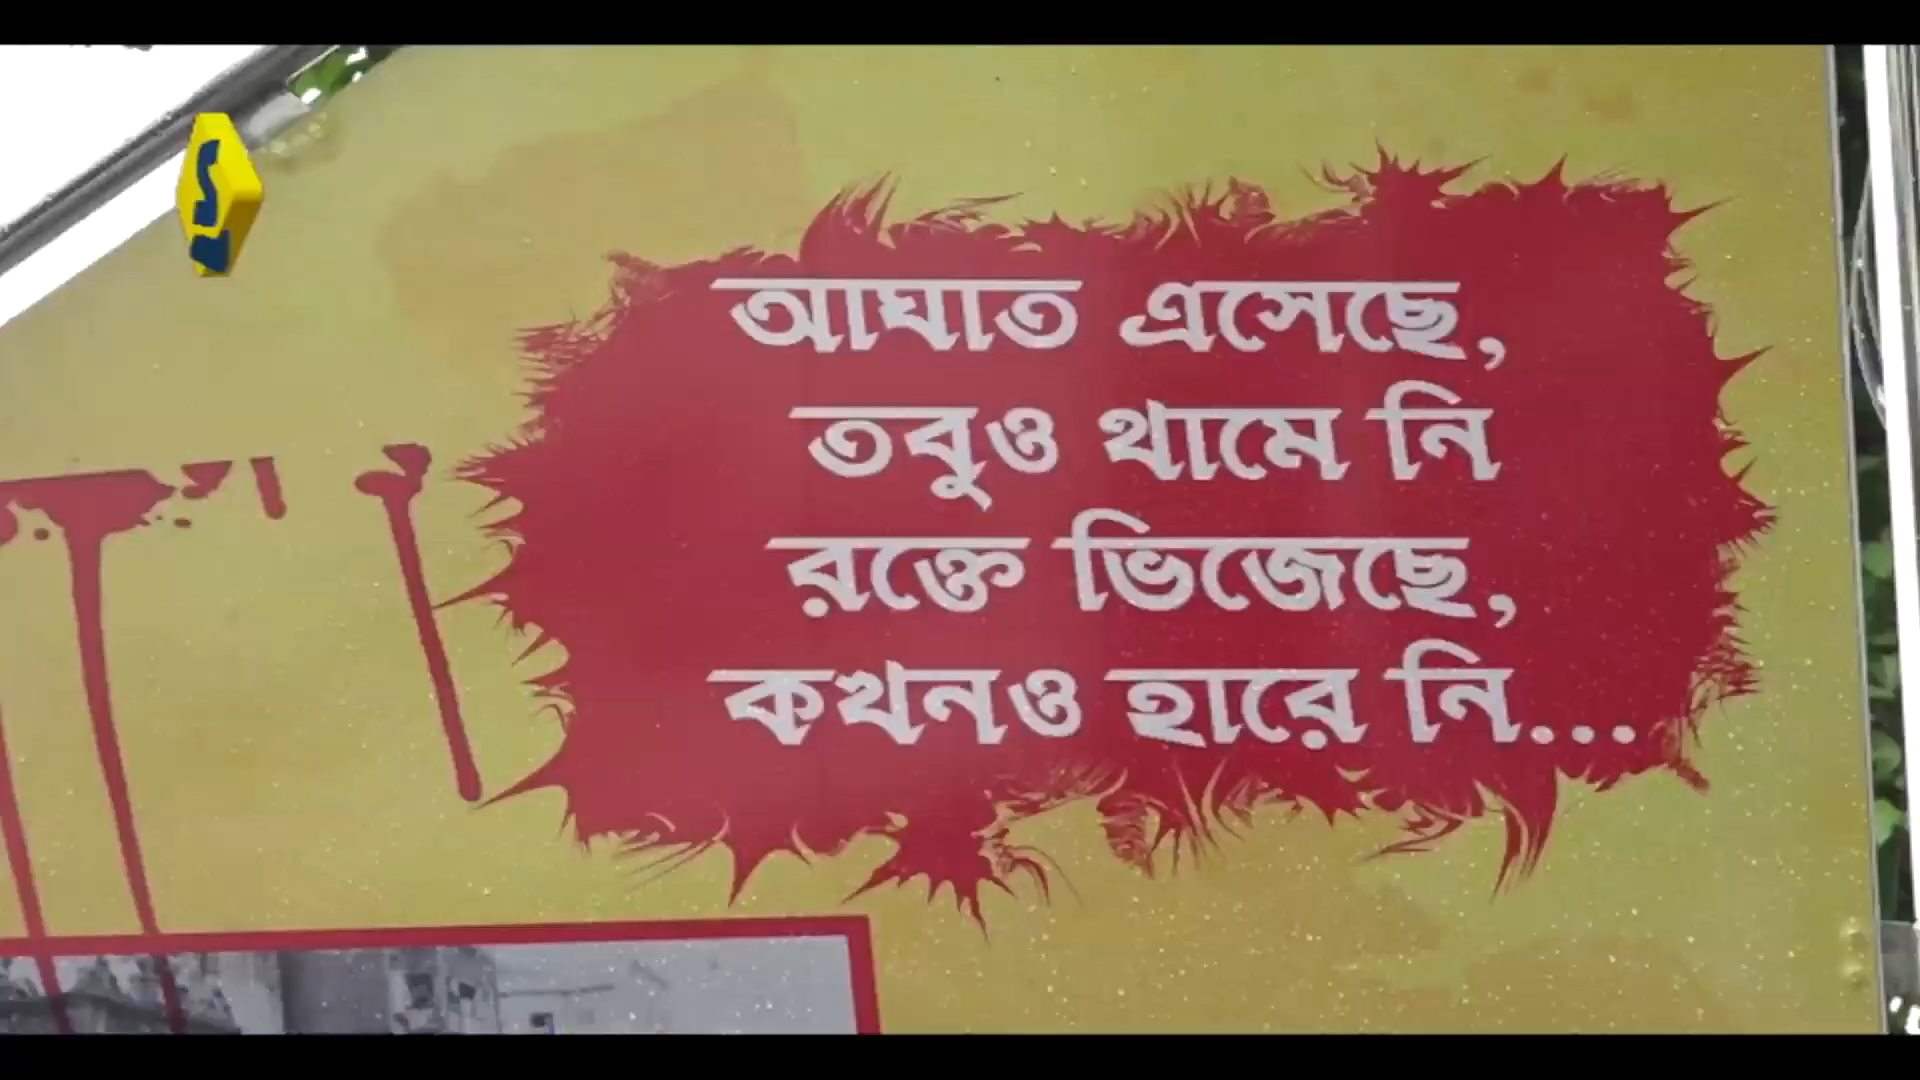 আঘাত এসেছে,
তবুও থামে নি
রক্তে ভিজেছে,
কখনও হারে নি...